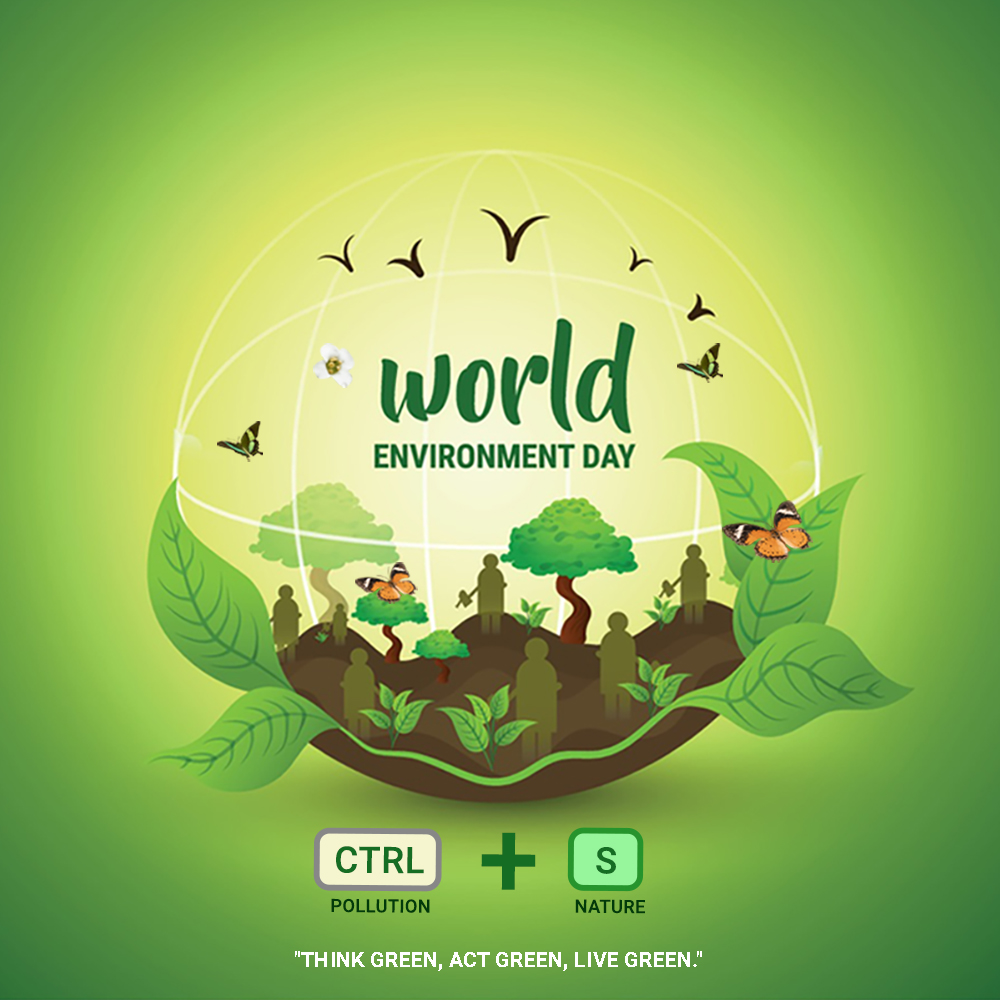 world
ENVIRONMENT DAY
CTRL + S
POLLUTION NATURE
"THINK GREEN, ACT GREEN, LIVE GREEN."